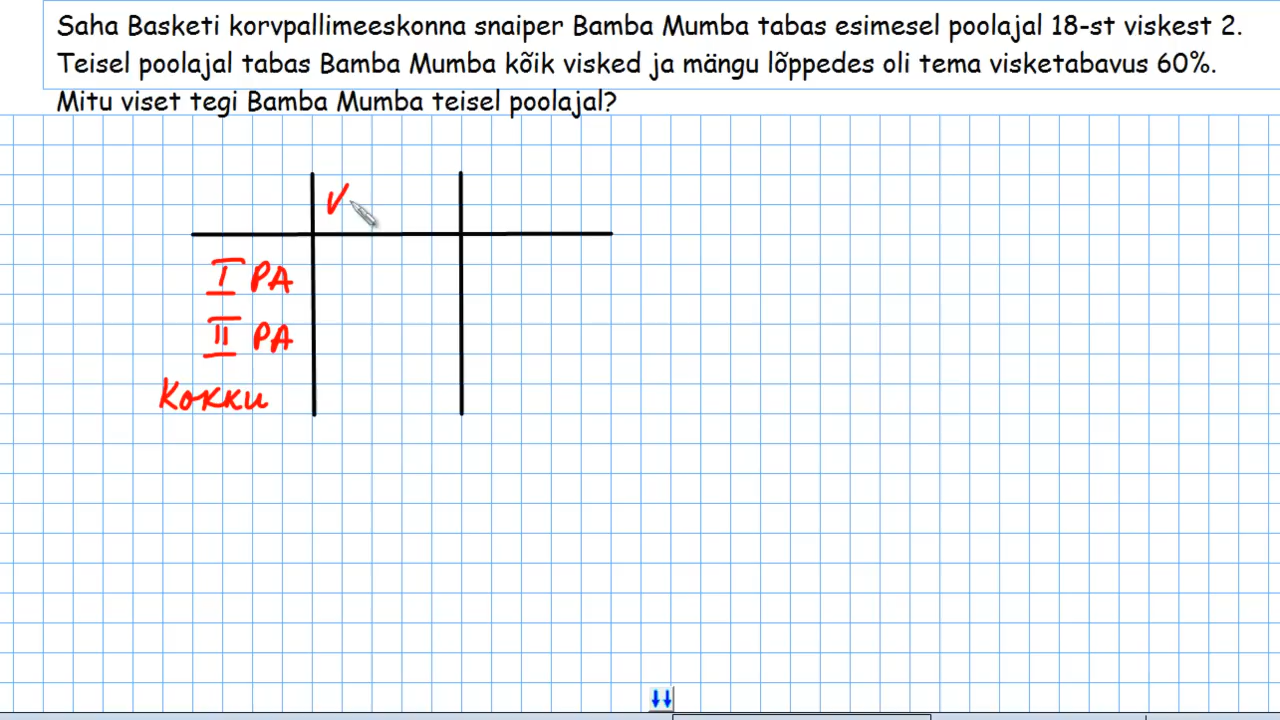 Saha Basketi korvpallimeeskonna snaiper Bamba Mumba tabas esimesel poolajal 18-st viskest 2.
Teisel poolajal tabas Bamba Mumba kõik visked ja mängu lõppedes oli tema visketabavus 60%.
Mitu viset tegi Bamba Mumba teisel poolajal?
V
I PA
II PA
Kokku